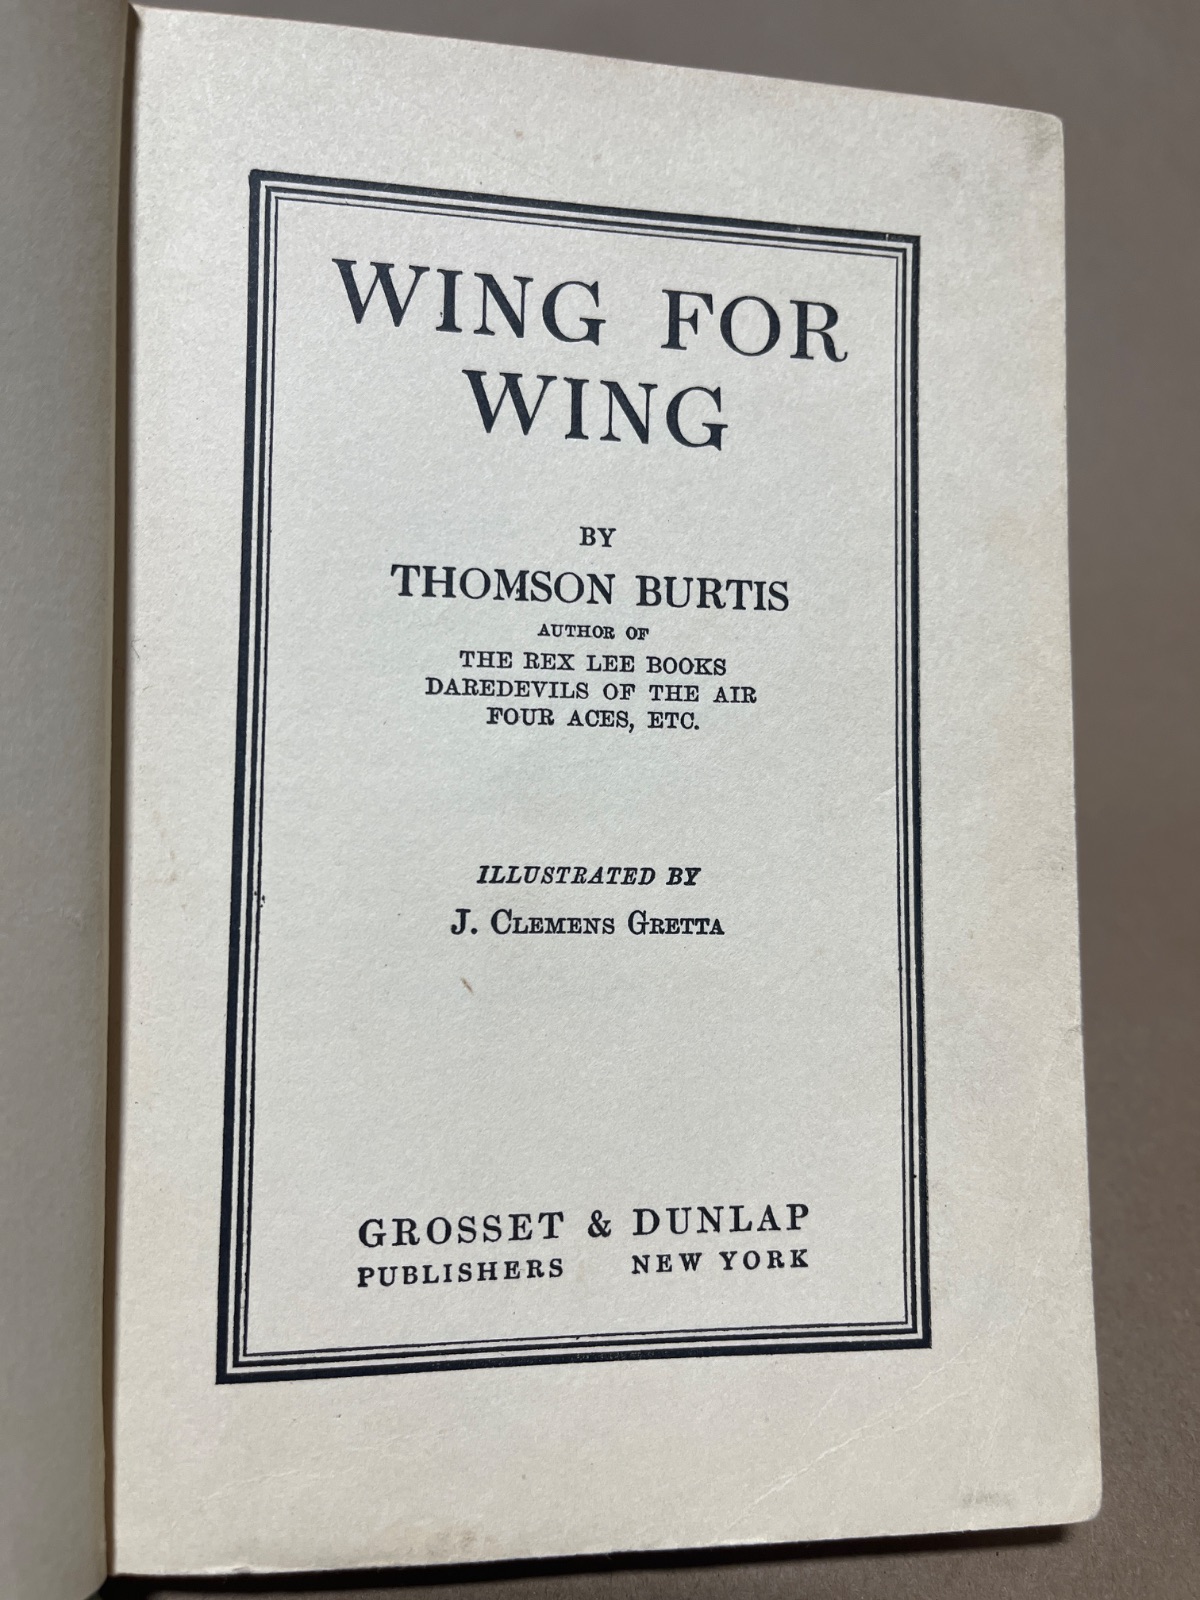 WING FOR
WING
BY
THOMSON BURTIS
AUTHOR OF
THE REX LEE BOOKS
DAREDEVILS OF THE AIR
FOUR ACES, ETC.
ILLUSTRATED BY
J. CLEMENS GRETTA
GROSSET & DUNLAP
PUBLISHERS NEW YORK